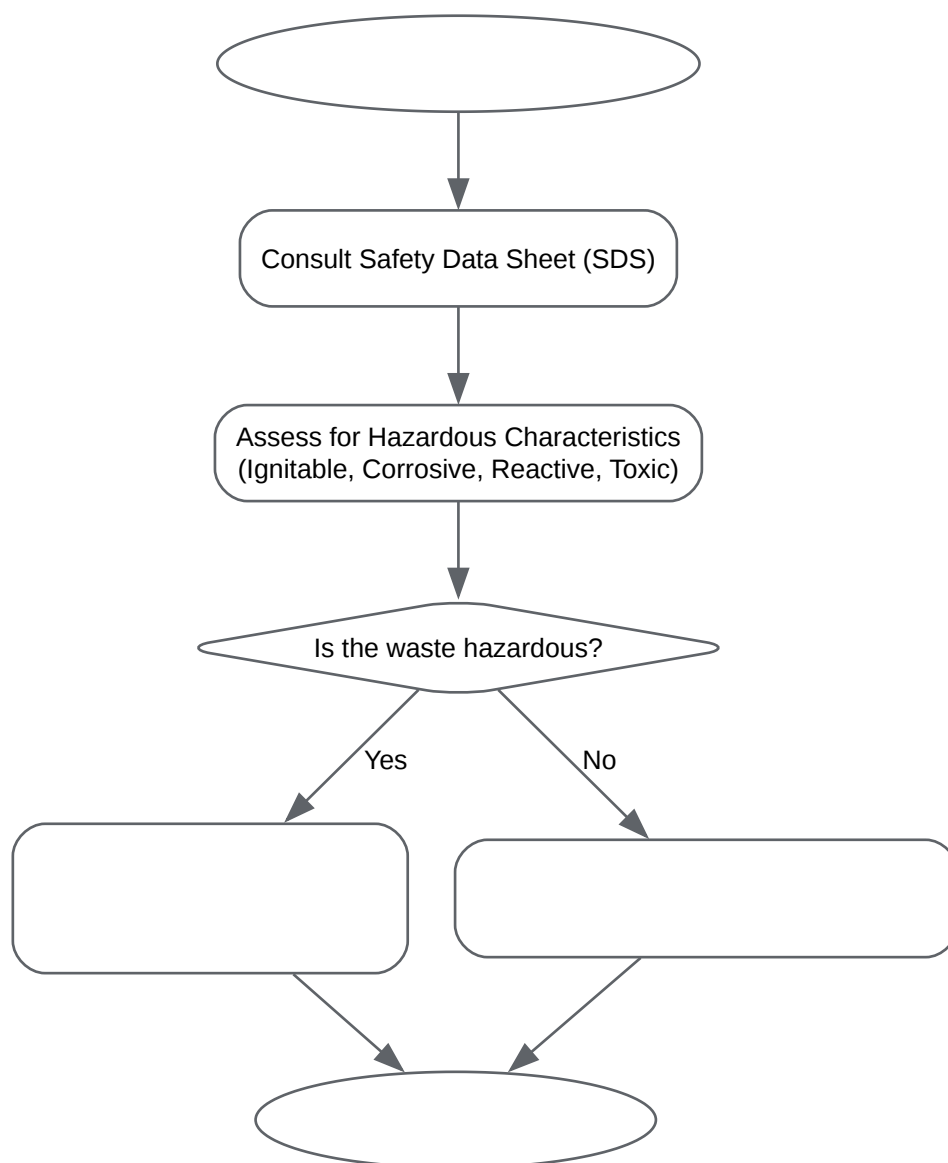 Consult Safety Data Sheet (SDS)
Assess for Hazardous Characteristics
(Ignitable, Corrosive, Reactive, Toxic)
Is the waste hazardous?
Yes
No